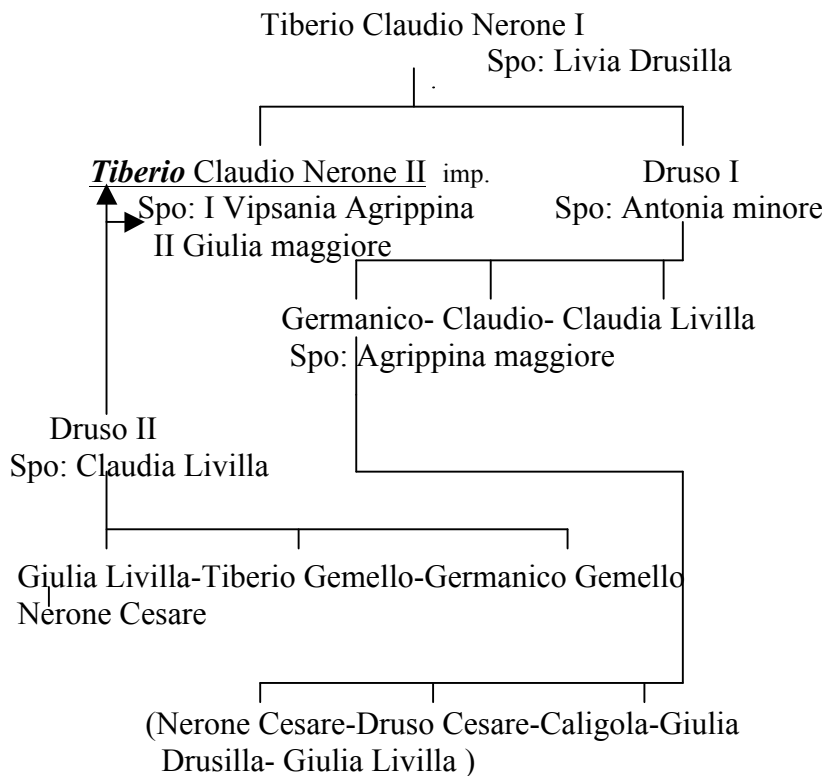 Tiberio Claudio Nerone I
Spo: Livia Drusilla
Tiberio Claudio Nerone II imp.
Spo: I Vipsania Agrippina
II Giulia maggiore
Druso I
Spo: Antonia minore
Germanico- Claudio- Claudia Livilla
Spo: Agrippina maggiore
Druso II
Spo: Claudia Livilla
Giulia Livilla-Tiberio Gemello-Germanico Gemello
Nerone Cesare
(Nerone Cesare-Druso Cesare-Caligola-Giulia
Drusilla- Giulia Livilla )